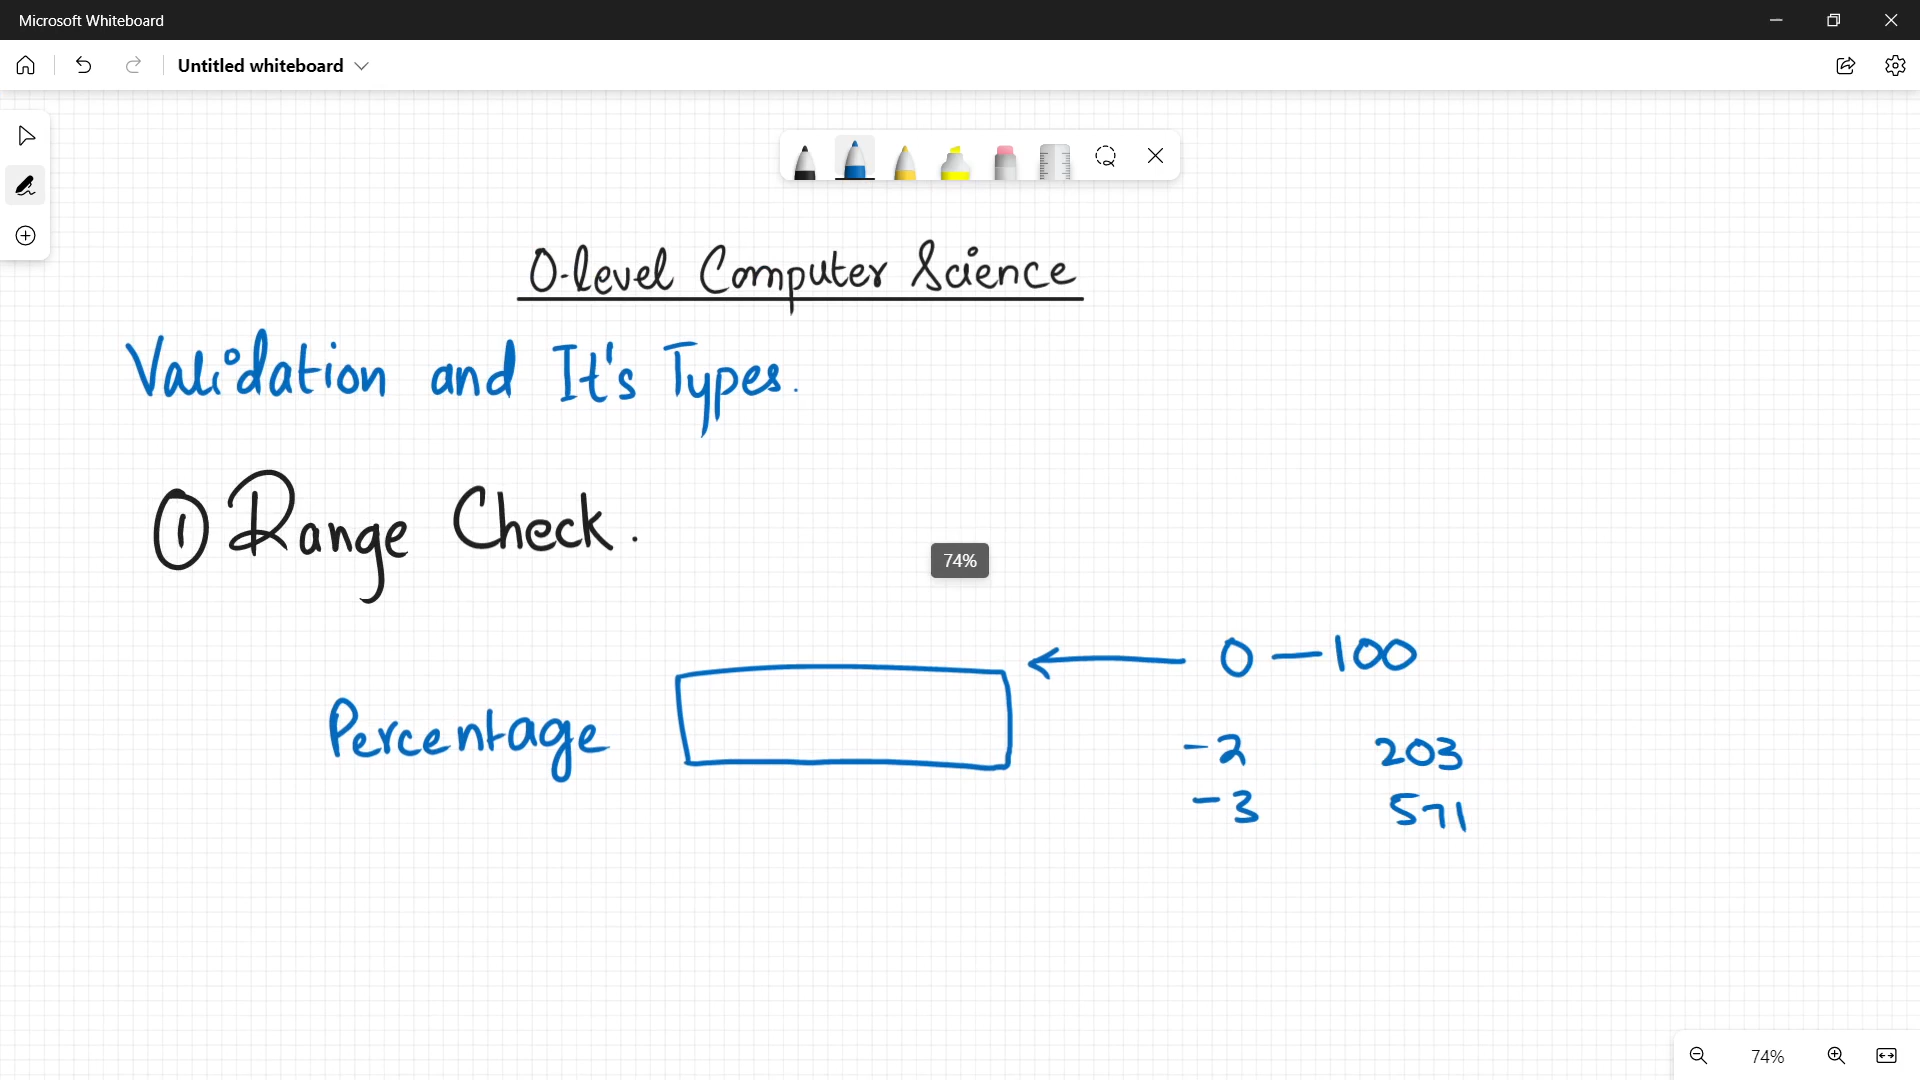 Microsoft Whiteboard
Untitled whiteboard
O-level Computer Science
Validation and It's Types.
① Range Check.
74%
0 — 100
Percentage
-2 203
-3 571
74%